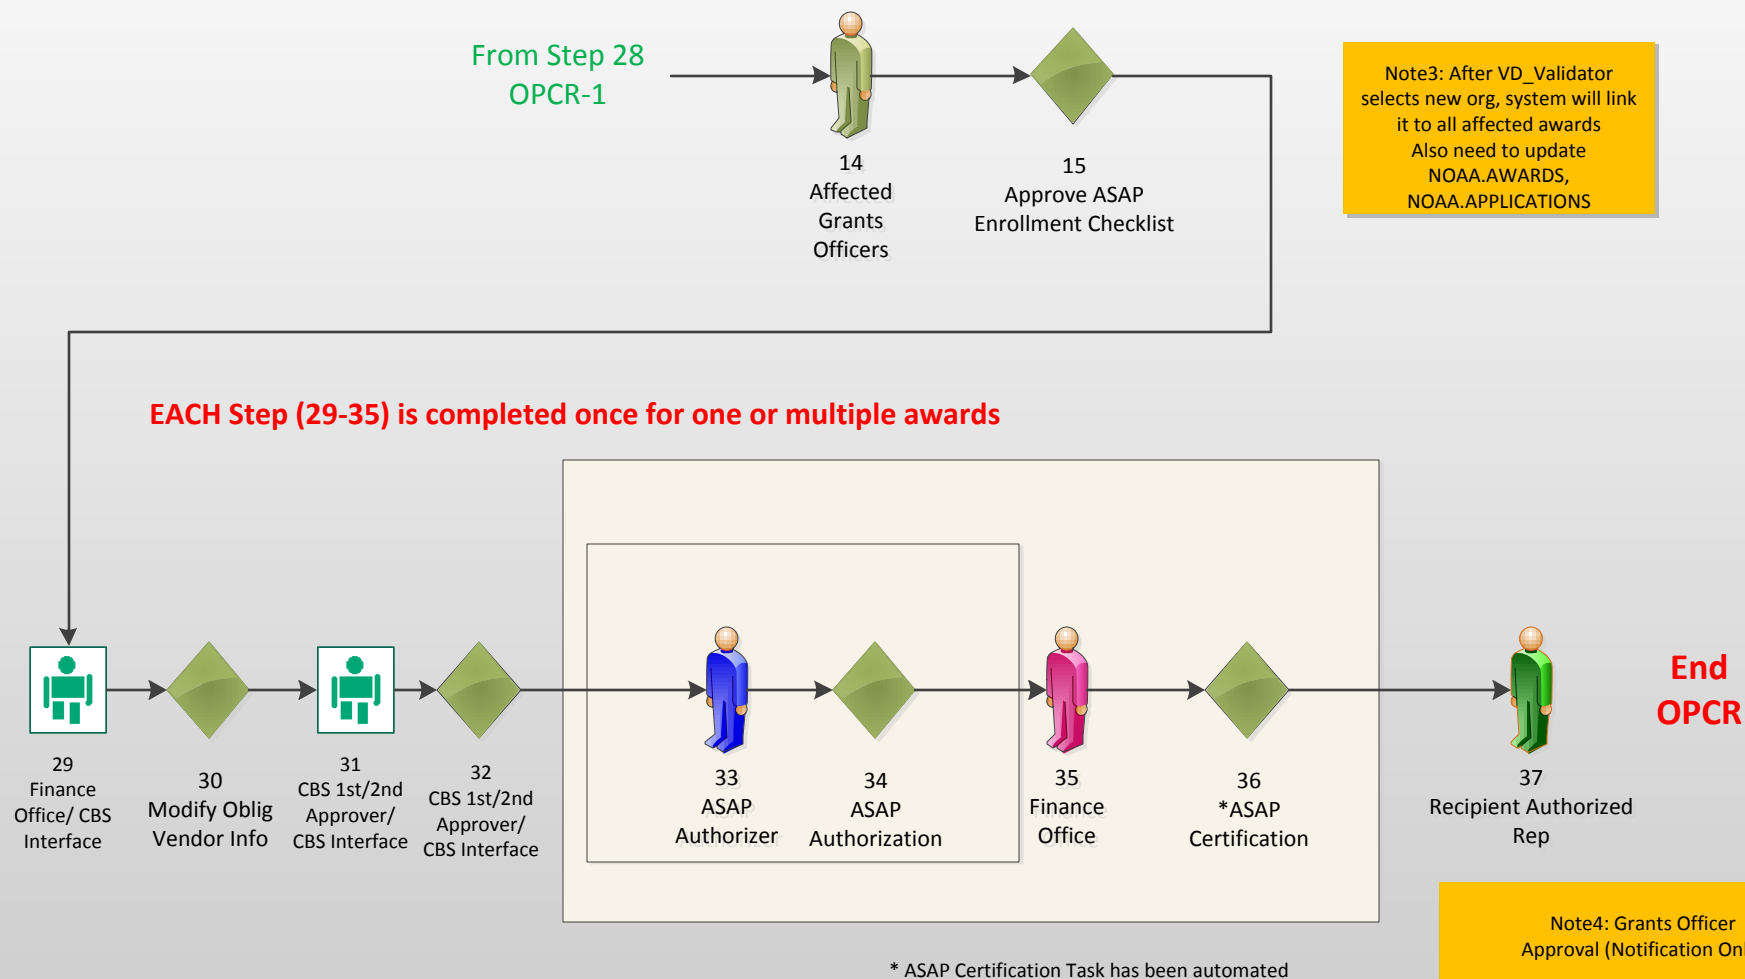 From Step 28
OPCR-1
14
Affected
Grants
Officers
15
Approve ASAP
Enrollment Checklist
Note3: After VD_Validator
selects new org, system will link
it to all affected awards
Also need to update
NOAA.AWARDS,
NOAA.APPLICATIONS
EACH Step (29-35) is completed once for one or multiple awards
29
Finance
Office/ CBS
Interface
30
Modify Oblig
Vendor Info
31
CBS 1st/2nd
Approver/
CBS Interface
32
CBS 1st/2nd
Approver/
CBS Interface
33
ASAP
Authorizer
34
ASAP
Authorization
35
Finance
Office
36
*ASAP
Certification
37
Recipient Authorized
Rep
End
OPCR
Note4: Grants Officer
Approval (Notification
* ASAP Certification Task has been automated